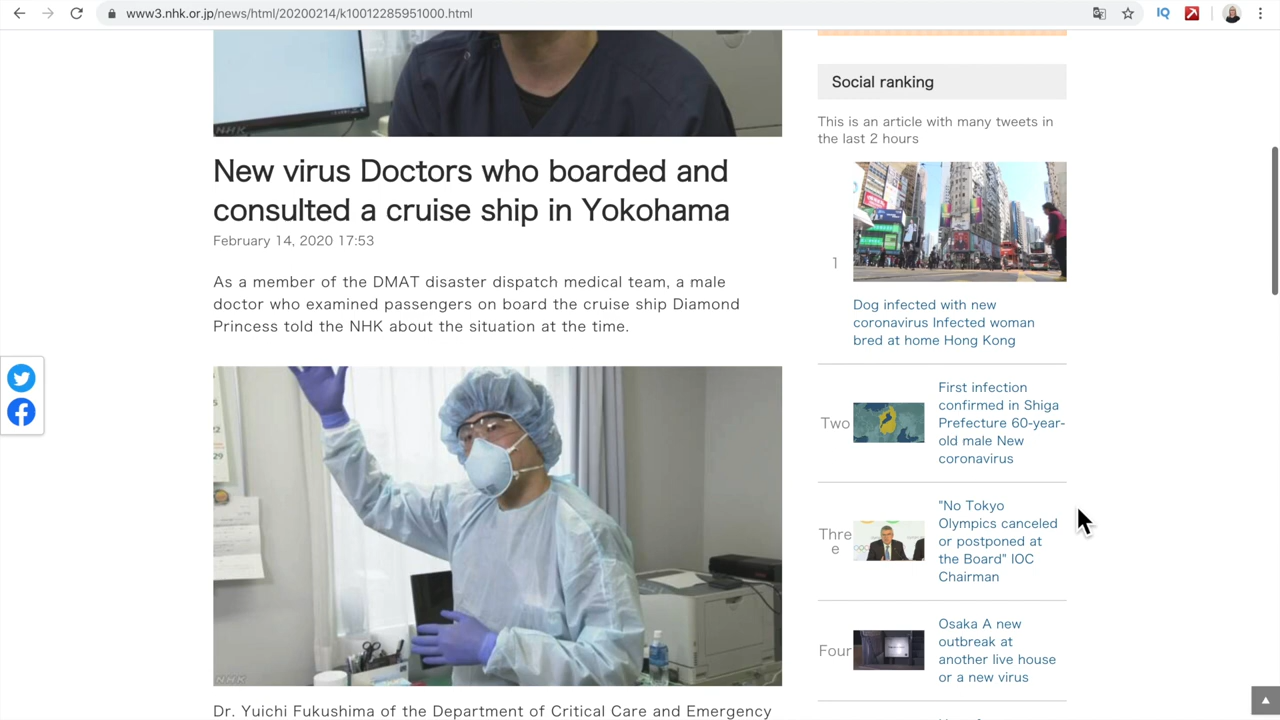 www3.nhk.or.jp/news/html/20200214/k10012285951000.html
IQ
NHK
New virus Doctors who boarded and
consulted a cruise ship in Yokohama
February 14, 2020 17:53
As a member of the DMAT disaster dispatch medical team, a male
doctor who examined passengers on board the cruise ship Diamond
Princess told the NHK about the situation at the time.
NHK
Dr. Yuichi Fukushima of the Department of Critical Care and Emergency
Social ranking
This is an article with many tweets in
the last 2 hours
1
Dog infected with new
coronavirus Infected woman
bred at home Hong Kong
Two
First infection
confirmed in Shiga
Prefecture 60-year-
old male New
coronavirus
Thre
e
"No Tokyo
Olympics canceled
or postponed at
the Board" IOC
Chairman
Four
Osaka A new
outbreak at
another live house
or a new virus